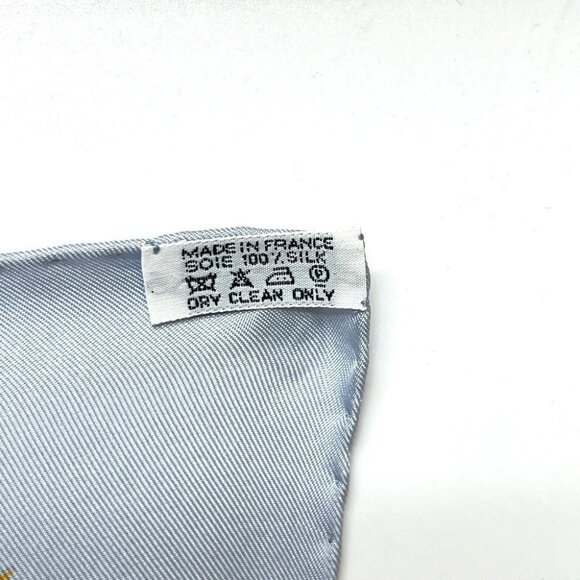 MADE IN FRANCE
SOIE 100% SILK
P
DRY CLEAN ONLY